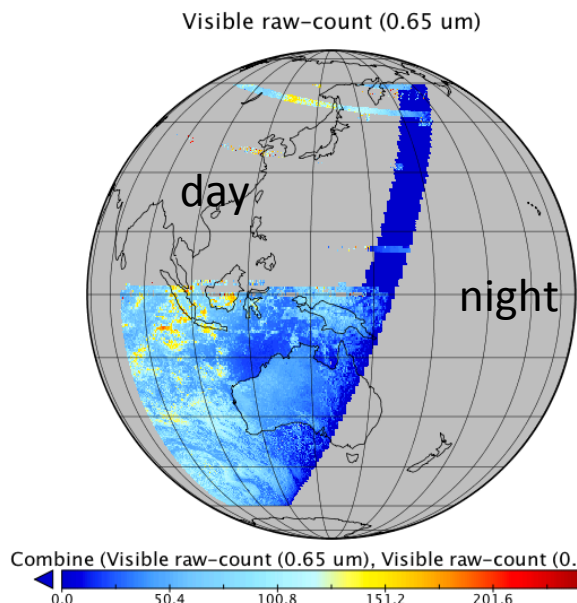 Visible raw-count (0.65 um)
day
night
Combine (Visible raw-count (0.65 um), Visible raw-count (0.
0.0 50.4 100.8 151.2 201.6